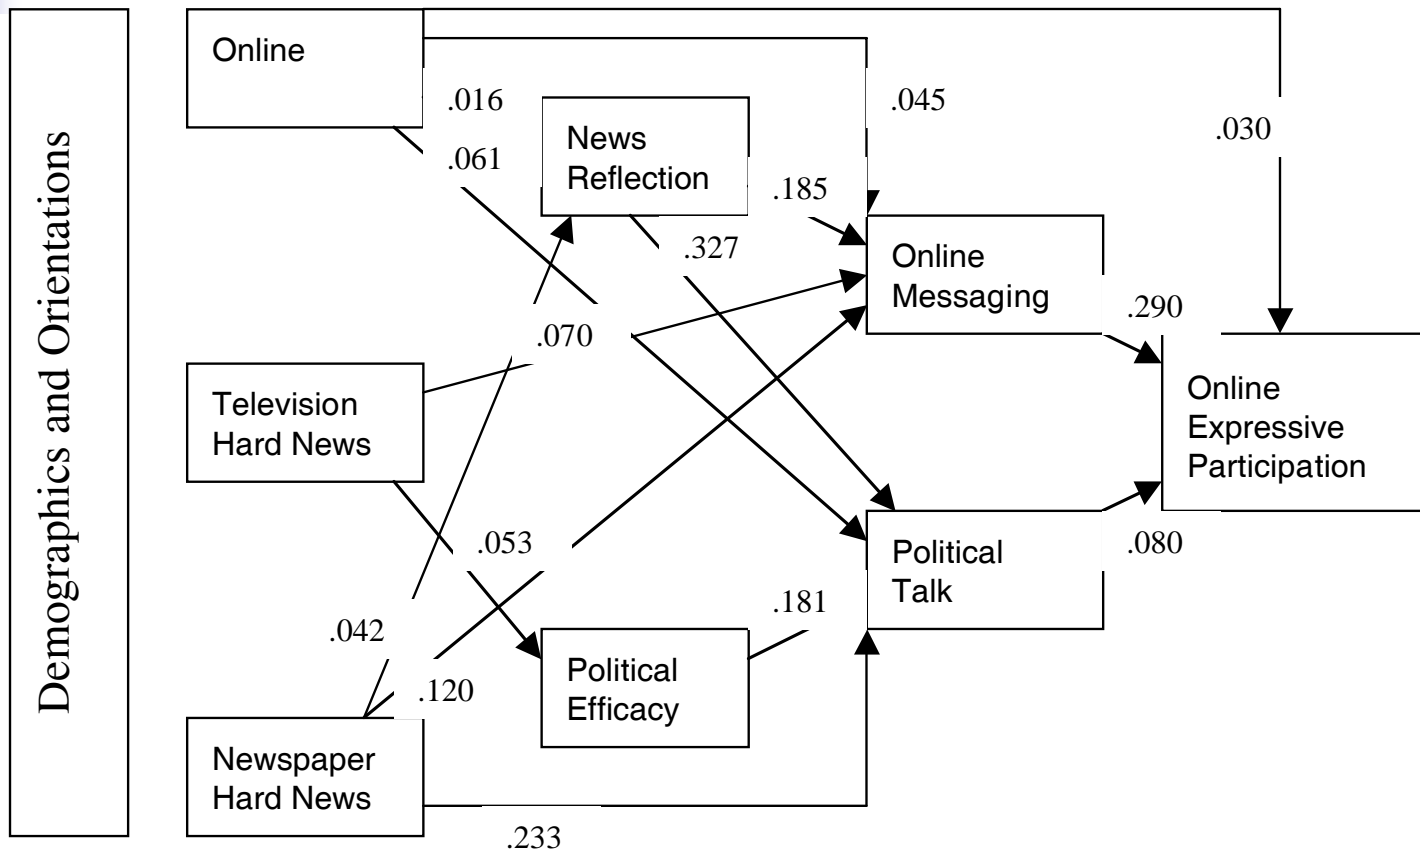 Demographics and Orientations
Online
.016
.061
News
Reflection
.045
.030
.185
.327
Online
Messaging
.290
.070
Television
Hard News
Online
Expressive
Participation
.053
Political
Talk
.080
.181
.042
.120
Political
Efficacy
Newspaper
Hard News
.233